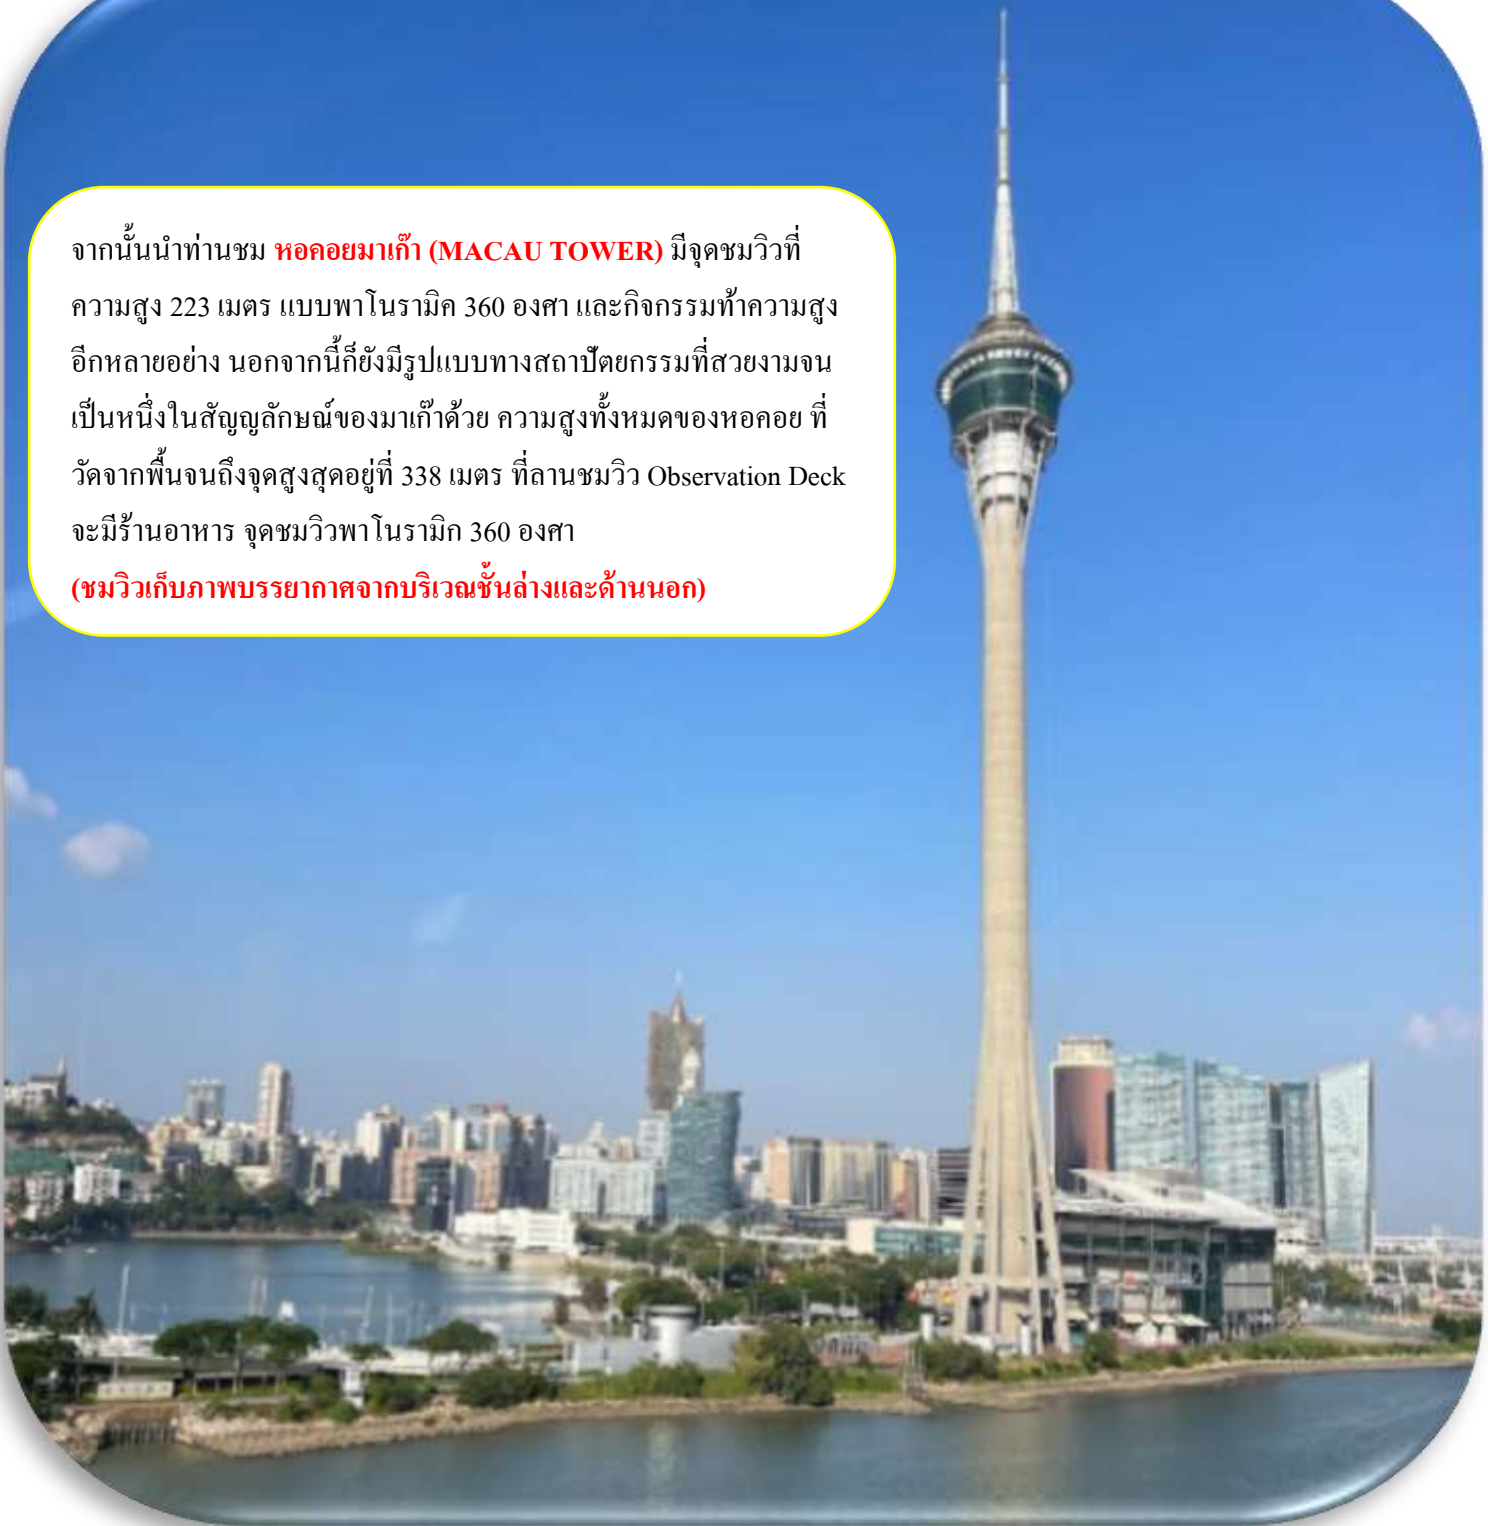 จากนั้นนำท่านชม หอคอยมาเก๊า (MACAU TOWER) มีจุดชมวิวที่
ความสูง 223 เมตร แบบพาโนรามิค 360 องศา และกิจกรรมท้าความสูง
อีกหลายอย่าง นอกจากนี้ก็ยังมีรูปแบบทางสถาปัตยกรรมที่สวยงามจน
เป็นหนึ่งในสัญญลักษณ์ของมาเก๊าด้วย ความสูงทั้งหมดของหอคอย ที่
วัดจากพื้นจนถึงจุดสูงสุดอยู่ที่ 338 เมตร ที่ลานชมวิว Observation Deck
จะมีร้านอาหาร จุดชมวิวพาโนรามิก 360 องศา
(ชมวิวเก็บภาพบรรยากาศจากบริเวณชั้นล่างและด้านนอก)